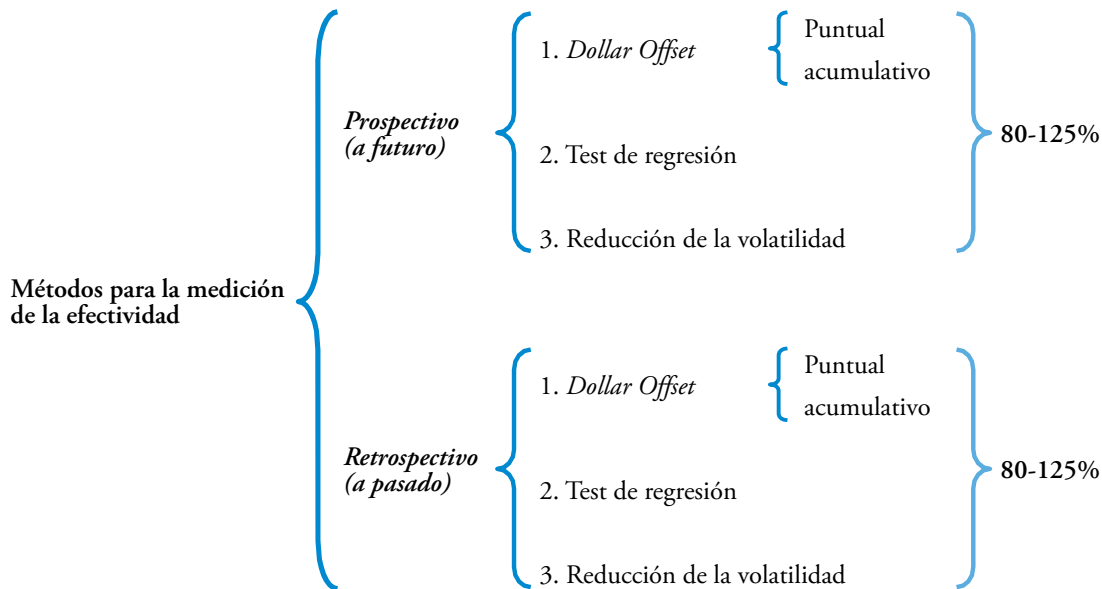 Métodos para la medición
de la efectividad
Prospectivo
(a futuro)
1. Dollar Offset
Puntual
acumulativo
2. Test de regresión
3. Reducción de la volatilidad
80-125%
Retrospectivo
(a pasado)
1. Dollar Offset
Puntual
acumulativo
2. Test de regresión
3. Reducción de la volatilidad
80-125%